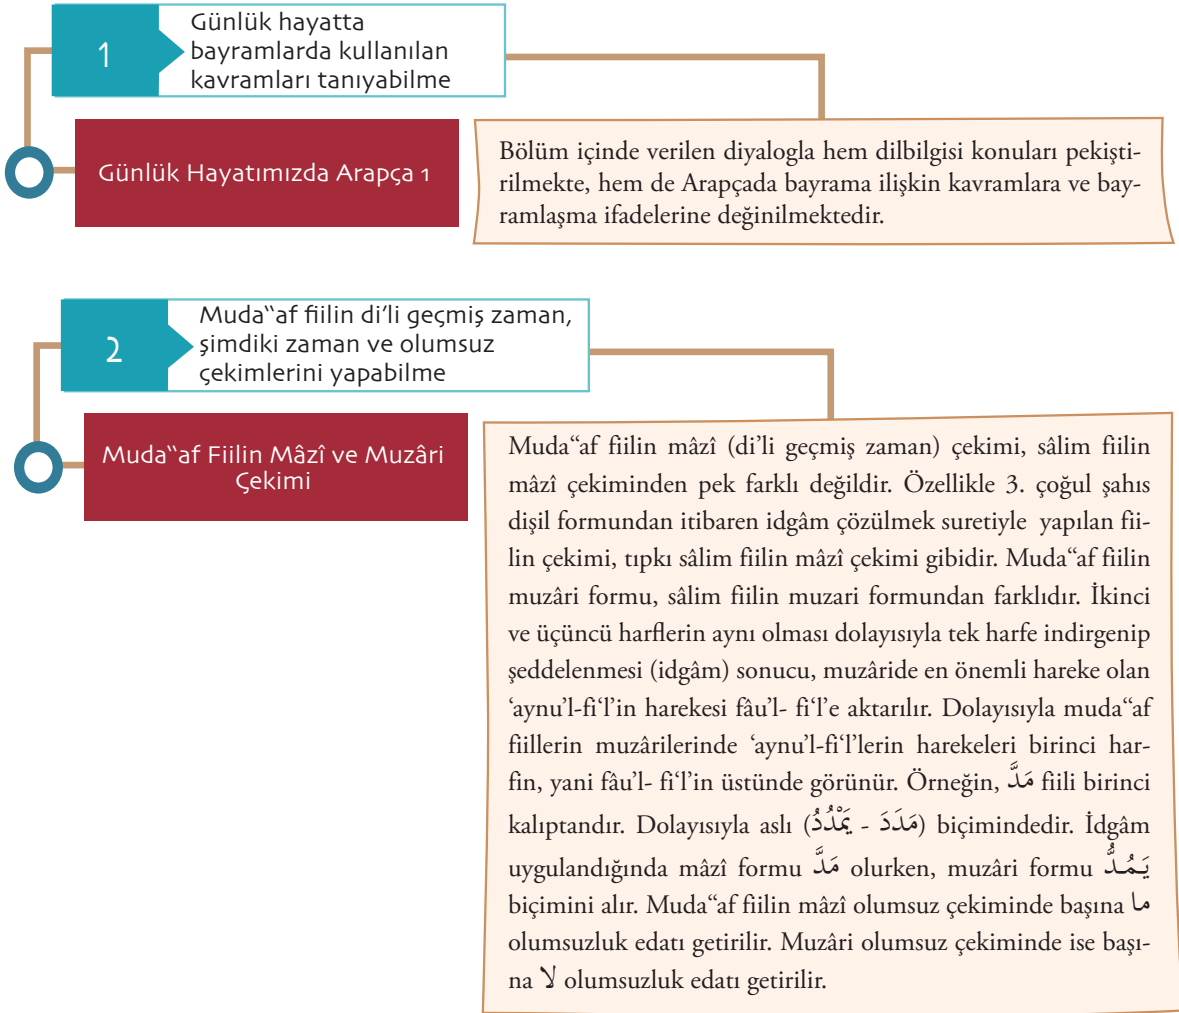 1
Günlük hayatta
bayramlarda kullanılan
kavramları tanıyabilme
Günlük Hayatımızda Arapça 1
Bölüm içinde verilen diyalogla hem dilbilgisi konuları pekişti-
rilmekte, hem de Arapçada bayrama ilişkin kavramlara ve bay-
ramlaşma ifadelerine değinilmektedir.
2
Muda“af fiilin di’li geçmiş zaman,
şimdiki zaman ve olumsuz
çekimlerini yapabilme
Muda“af Fiilin Mâzî ve Muzâri
Çekimi
Muda“af fiilin mâzî (di’li geçmiş zaman) çekimi, sâlim fiilin
mâzî çekiminden pek farklı değildir. Özellikle 3. çoğul şahıs
dişil formundan itibaren idgâm çözülmek suretiyle yapılan fii-
lin çekimi, tıpkı sâlim fiilin mâzî çekimi gibidir. Muda“af fiilin
muzâri formu, sâlim fiilin muzari formundan farklıdır. İkinci
ve üçüncü harflerin aynı olması dolayısıyla tek harfe indirgenip
şeddelenmesi (idgâm) sonucu, muzâride en önemli hareke olan
‘aynu’l-fi‘l’in harekesi fâu’l- fi‘l’e aktarılır. Dolayısıyla muda“af
fiillerin muzârilerinde ‘aynu’l-fi‘l’lerin harekeleri birinci har-
fin, yani fâu’l- fi‘l’in üstünde görünür. Örneğin, مَدَّ fiili birinci
kalıptandır. Dolayısıyla aslı (مَدَدَ - يَمْدُدُ) biçimindedir. İdgâm
uygulandığında mâzî formu مَدَّ olurken, muzâri formu يَـمُـدُّ
biçimini alır. Muda“af fiilin mâzî olumsuz çekiminde başına ما
olumsuzluk edatı getirilir. Muzâri olumsuz çekiminde ise başı-
na لا olumsuzluk edatı getirilir.